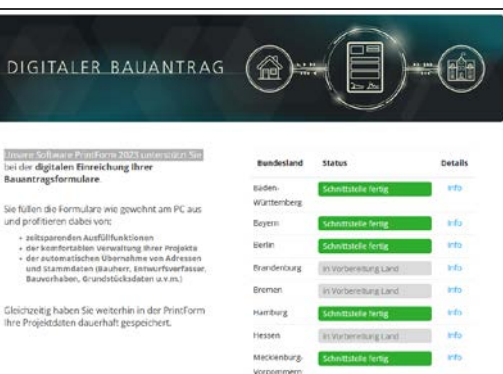 DIGITALER BAUANTRAG
Unsere Software PrintForm 2023 unterstützt Sie
bei der digitalen Einreichung Ihrer
Bauantragsformulare.
Sie füllen die Formulare wie gewohnt am PC aus
und profitieren dabei von:
• zeitsparenden Ausfüllfunktionen
• der komfortablen Verwaltung Ihrer Projekte
• der automatischen Übernahme von Adressen
und Stammdaten (Bauherr, Entwurfsverfasser,
Bauvorhaben, Grundstücksdaten u.v.m.)
Gleichzeitig haben Sie weiterhin in der PrintForm
Ihre Projektdaten dauerhaft gespeichert.
Bundesland Status Details
Baden-
Württemberg Schnittstelle fertig Info
Bayern Schnittstelle fertig Info
Berlin Schnittstelle fertig Info
Brandenburg in Vorbereitung Land Info
Bremen in Vorbereitung Land Info
Hamburg Schnittstelle fertig Info
Hessen in Vorbereitung Land Info
Mecklenburg-
Vorpommern Schnittstelle fertig Info